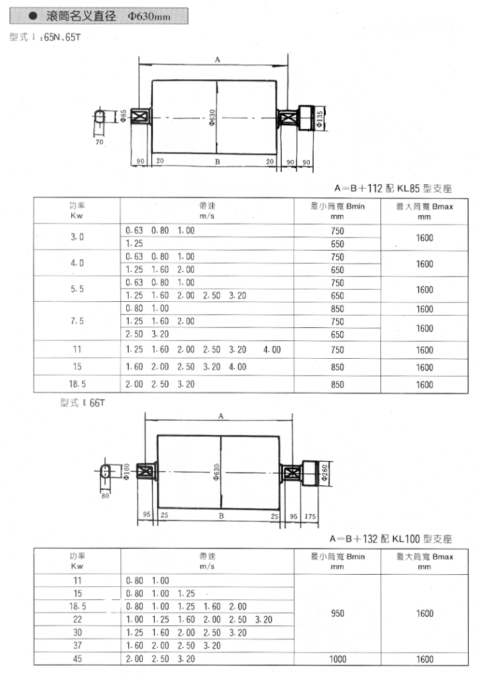 ● 滚筒名义直径 Φ630mm
型式Ⅰ:65N、65T
A
Φ85
Φ630
Φ135
70
90 20 B 20 90 90
A=B+112 配 KL85 型支座
功率 Kw 带速 m/s 最小筒宽 Bmin mm 最大筒宽 Bmax mm
3.0 0.63 0.80 1.00 750 1600
1.25 650
4.0 0.63 0.80 1.00 750 1600
1.25 1.60 2.00 650
5.5 0.63 0.80 1.00 750 1600
1.25 1.60 2.00 2.50 3.20 650
7.5 0.80 1.00 850 1600
1.25 1.60 2.00 750 1600
2.50 3.20 650
11 1.25 1.60 2.00 2.50 3.20 4.00 750 1600
15 1.60 2.00 2.50 3.20 4.00 850 1600
18.5 2.00 2.50 3.20 850 1600
型式Ⅱ66T
A
Φ100
Φ630
Φ260
80
95 25 B 25 95 175
A=B+132 配 KL100 型支座
功率 Kw 带速 m/s 最小筒宽 Bmin mm 最大筒宽 Bmax mm
11 0.80 1.00 950 1600
15 0.80 1.00 1.25
18.5 0.80 1.00 1.25 1.60 2.00
22 1.00 1.25 1.60 2.00 2.50 3.20
30 1.25 1.60 2.00 2.50 3.20
37 1.60 2.00 2.50 3.20
45 2.00 2.50 3.20 1000 1600